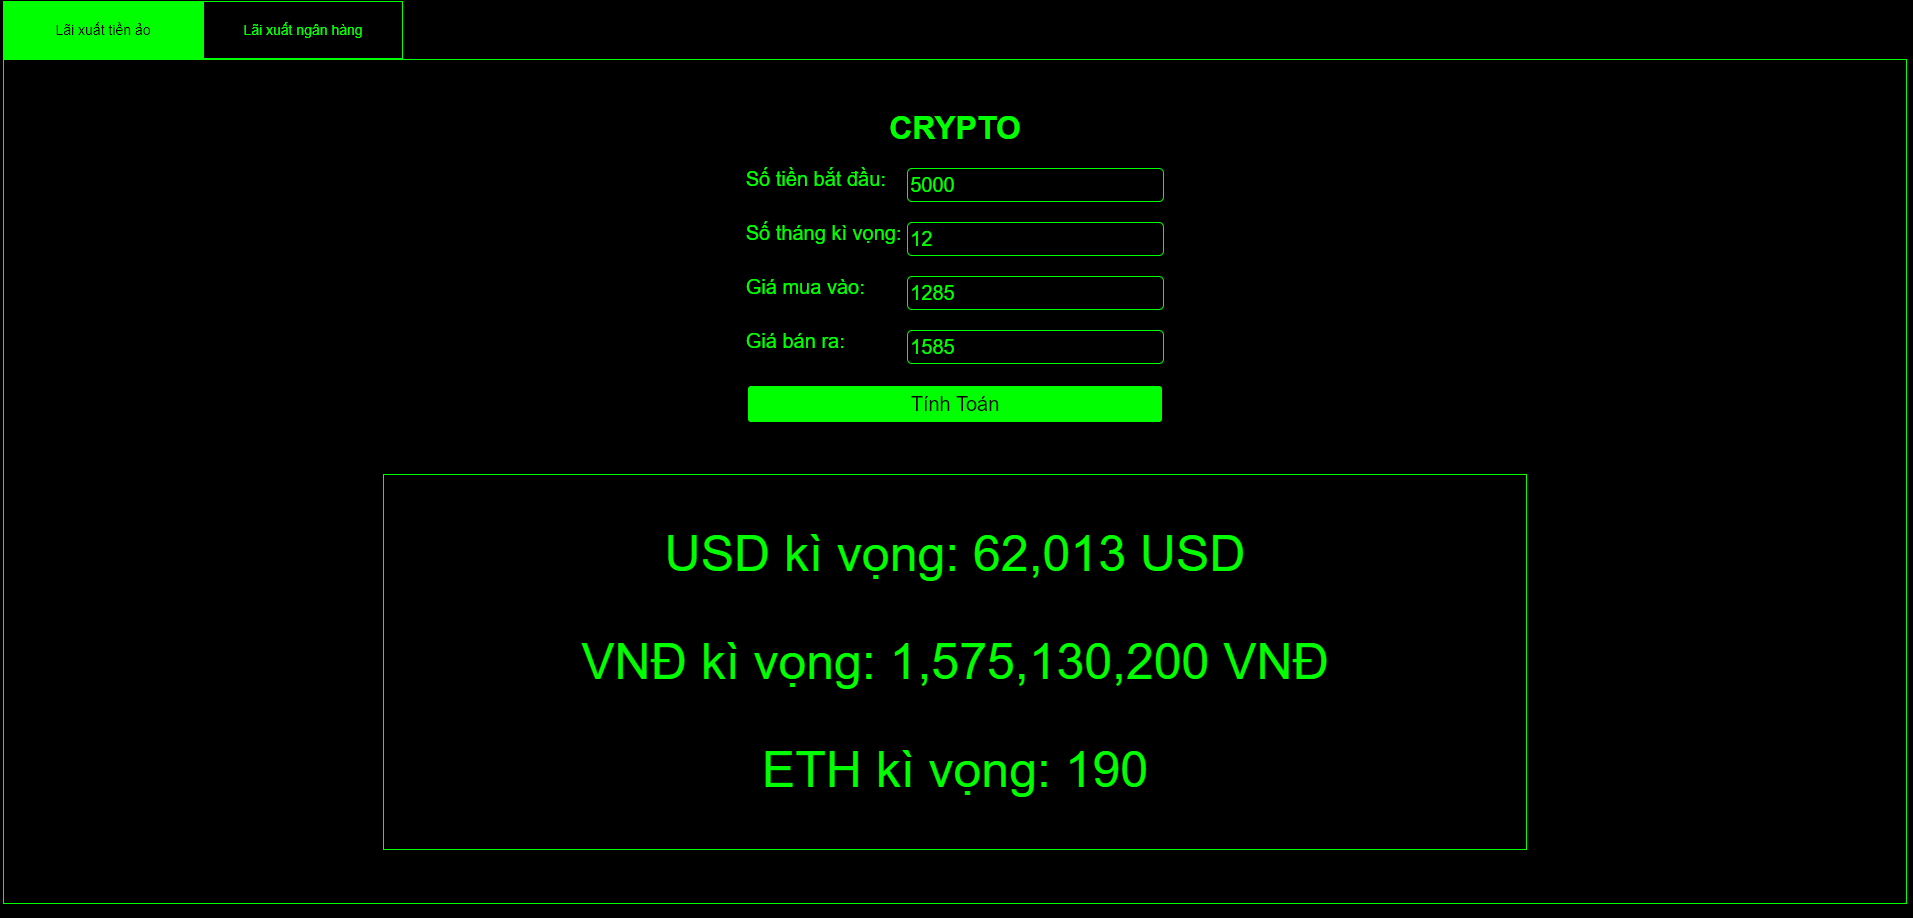 Lãi xuất tiền ảo
Lãi xuất ngân hàng
CRYPTO
Số tiền bắt đầu: 5000
Số tháng kì vọng: 12
Giá mua vào: 1285
Giá bán ra: 1585
Tính Toán
USD kì vọng: 62,013 USD
VNĐ kì vọng: 1,575,130,200 VNĐ
ETH kì vọng: 190